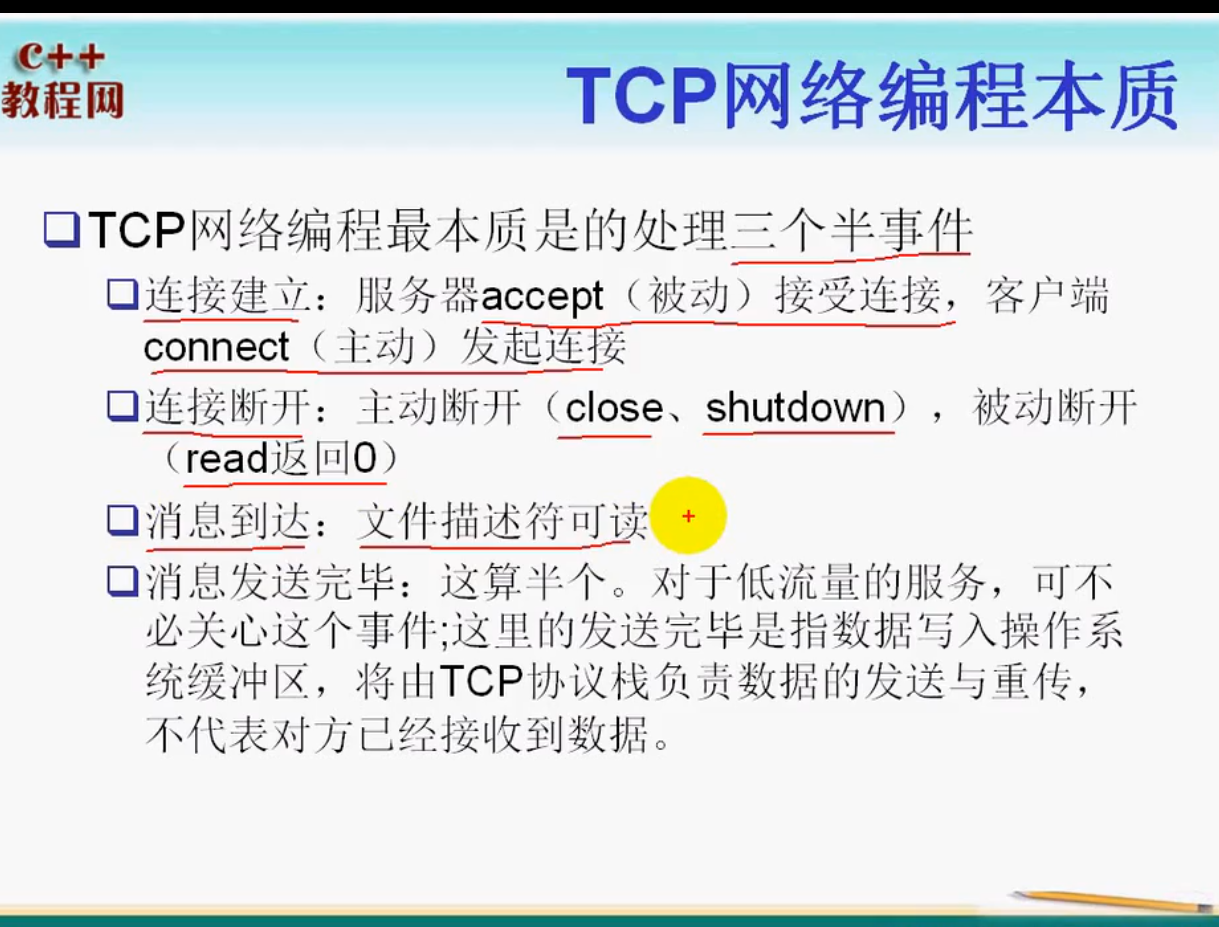 C++
教程网
TCP网络编程本质
TCP网络编程最本质是的处理三个半事件
连接建立：服务器accept（被动）接受连接，客户端
connect（主动）发起连接
连接断开：主动断开（close、shutdown），被动断开
（read返回0）
消息到达：文件描述符可读
消息发送完毕：这算半个。对于低流量的服务，可不
必关心这个事件;这里的发送完毕是指数据写入操作系
统缓冲区，将由TCP协议栈负责数据的发送与重传，
不代表对方已经接收到数据。